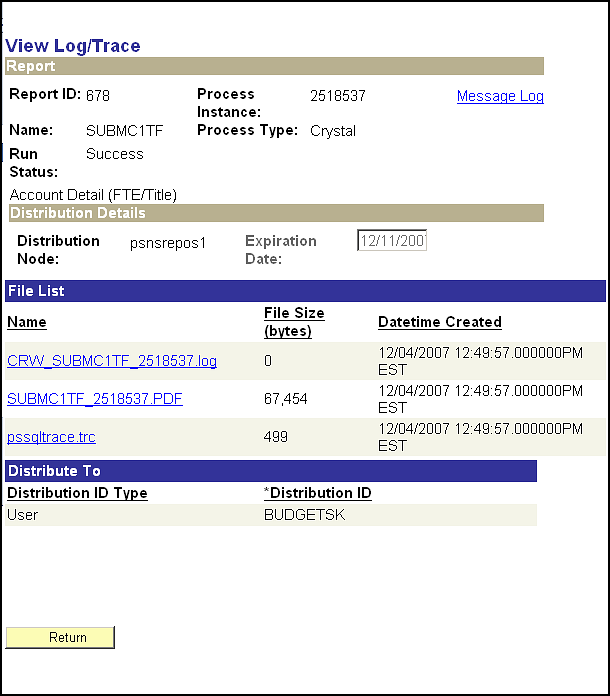 View Log/Trace
Report
Report ID: 678 Process Instance: 2518537 Message Log
Name: SUBMC1TF Process Type: Crystal
Run Status: Success
Account Detail (FTE/Title)
Distribution Details
Distribution Node: psnsrepos1 Expiration Date: 12/11/200
File List
Name File Size (bytes) Datetime Created
CRW_SUBMC1TF_2518537.log 0 12/04/2007 12:49:57.000000PM EST
SUBMC1TF_2518537.PDF 67,454 12/04/2007 12:49:57.000000PM EST
pssqltrace.trc 499 12/04/2007 12:49:57.000000PM EST
Distribute To
Distribution ID Type *Distribution ID
User BUDGETSK
Return